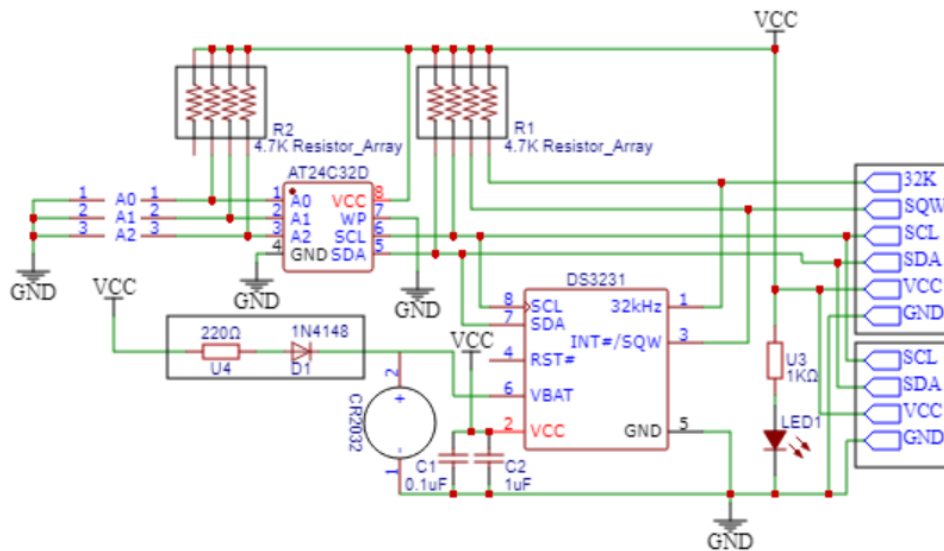 VCC
R2
4.7K Resistor_Array
R1
4.7K Resistor_Array
AT24C32D
1 A0 1
2 A1 2
3 A2 3
1 A0
2 A1
3 A2
4 GND
VCC 8
WP 7
SCL 6
SDA 5
GND
GND
GND
VCC
220Ω
U4
1N4148
D1
VCC
2
+
CR2032
-
1
C1
0.1uF
C2
1uF
DS3231
8 SCL
7 SDA
4 RST#
6 VBAT
2 VCC
32kHz 1
INT#/SQW 3
GND 5
U3
1KΩ
LED1
GND
32K
SQW
SCL
SDA
VCC
GND
SCL
SDA
VCC
GND